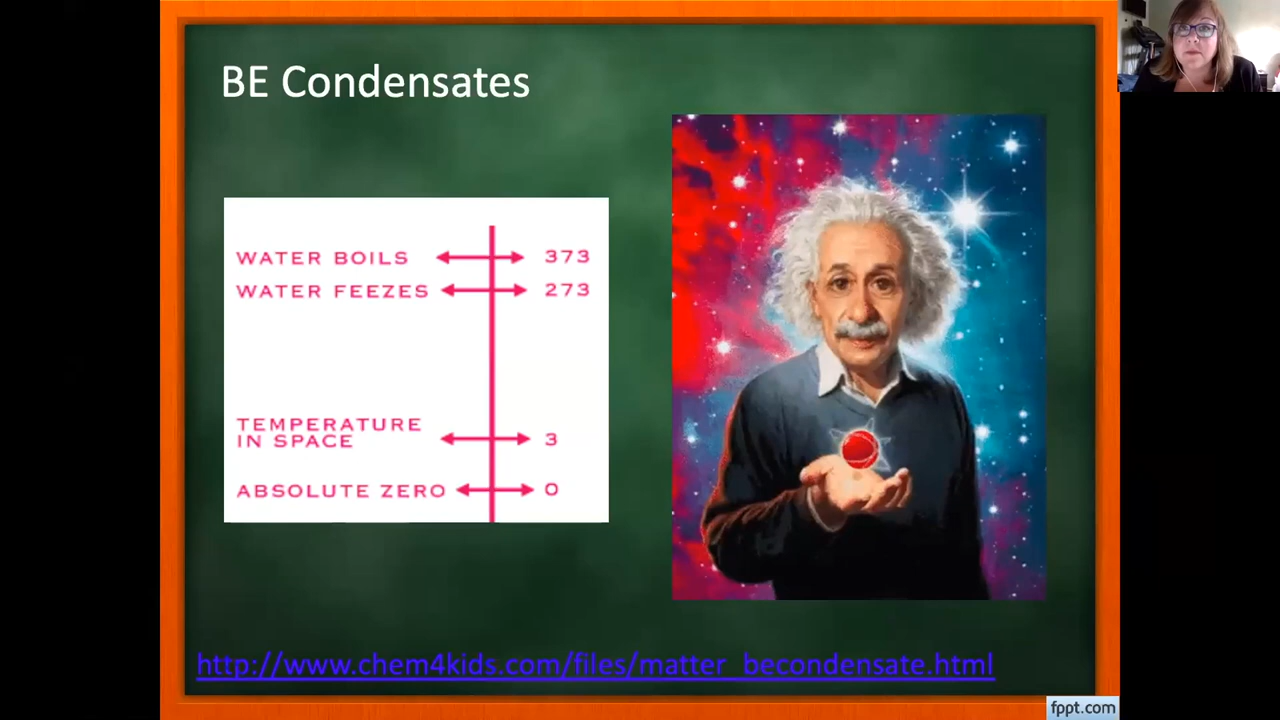 BE Condensates
WATER BOILS 373
WATER FEEZES 273
TEMPERATURE
IN SPACE 3
ABSOLUTE ZERO 0
http://www.chem4kids.com/files/matter_becondensate.html
fppt.com